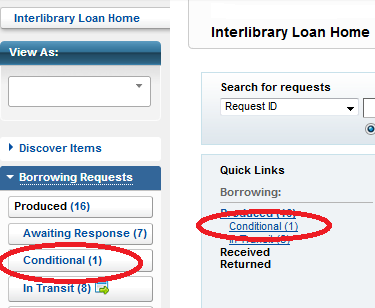 Interlibrary Loan Home
View As:
Discover Items
Borrowing Requests
Produced (16)
Awaiting Response (7)
Conditional (1)
In Transit (8)
Interlibrary Loan Home
Search for requests
Request ID
Quick Links
Borrowing:
Produced (16)
Conditional (1)
In Transit
Received
Returned